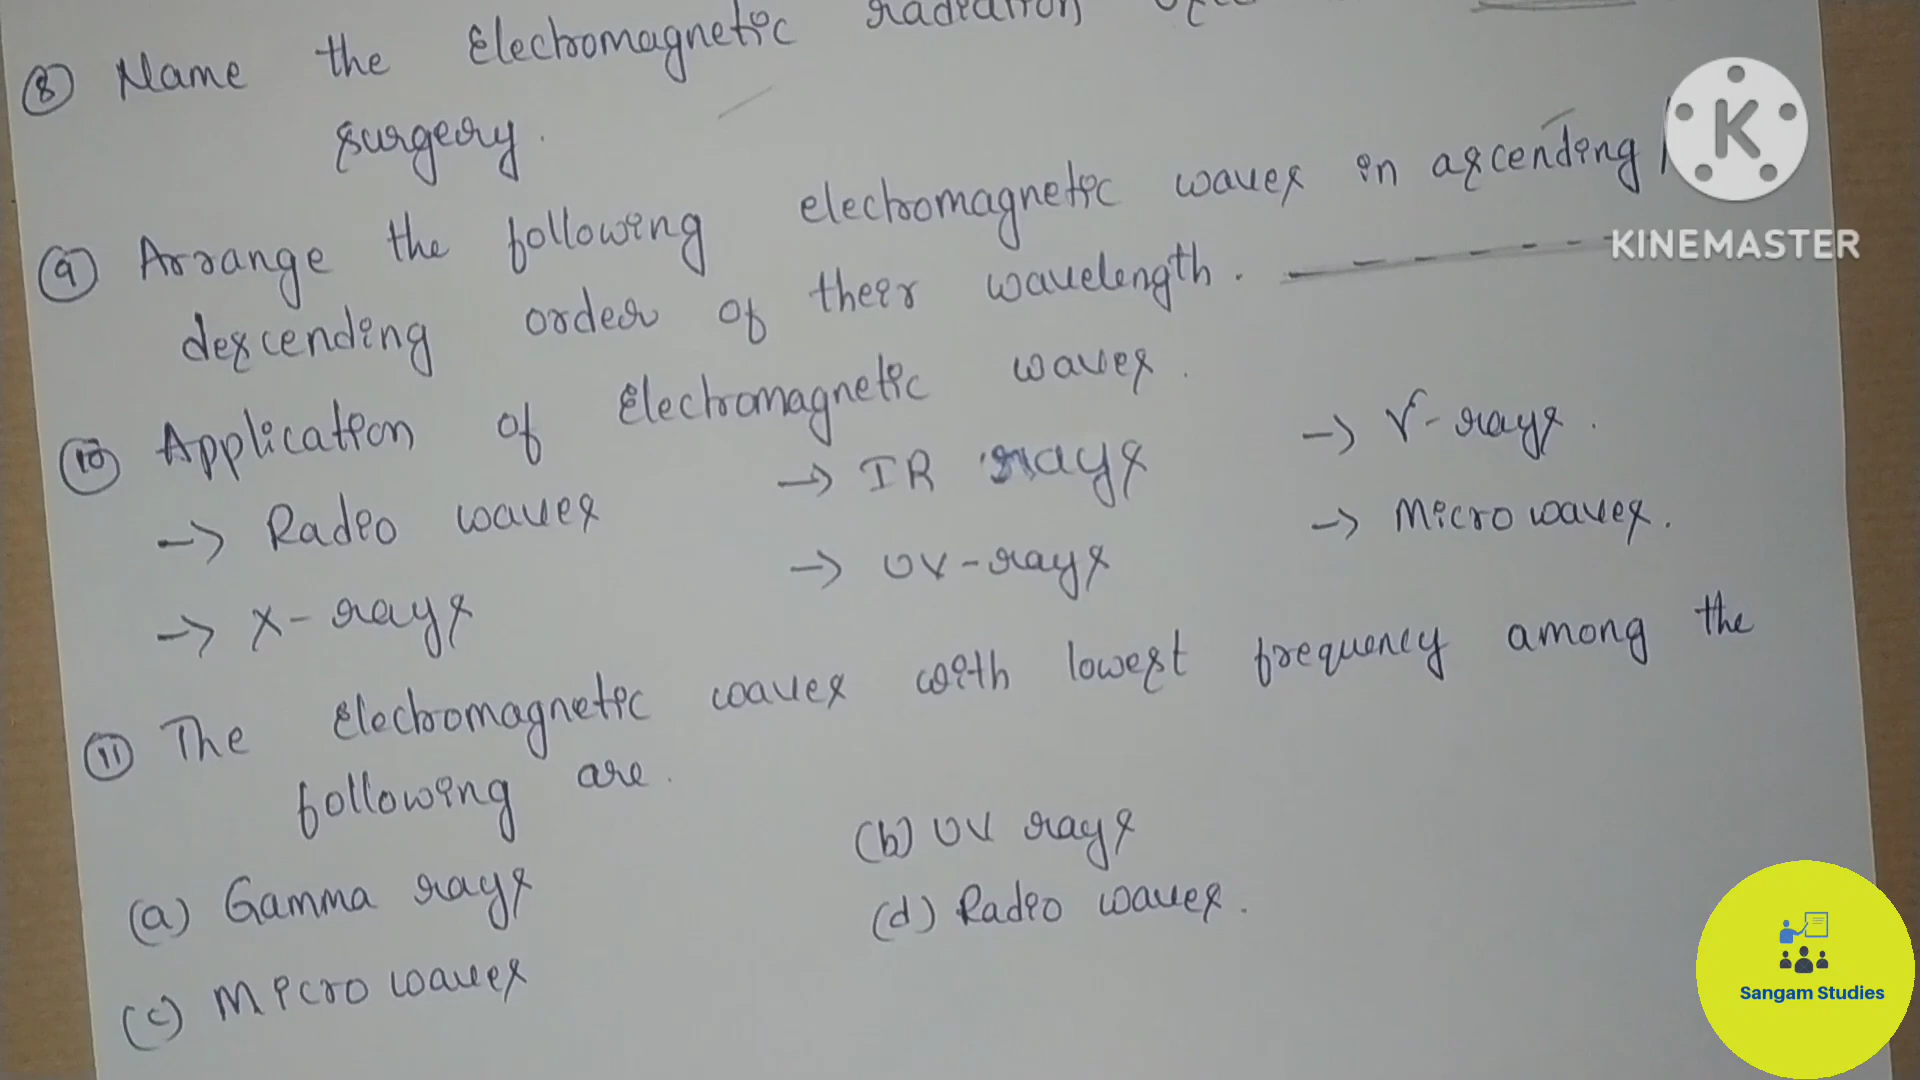 8 Name the Electromagnetic radiation
surgery.
9 Arrange the following electromagnetic waves in ascending /
descending order of their wavelength. - - - - - -
10 Application of Electromagnetic waves.
→ Radio waves → IR rays → γ-rays.
→ X-rays → UV-rays → Microwaves.
11 The Electromagnetic waves with lowest frequency among the
following are.
(a) Gamma rays (b) UV rays
(c) Micro waves (d) Radio waves.
K
KINEMASTER
Sangam Studies